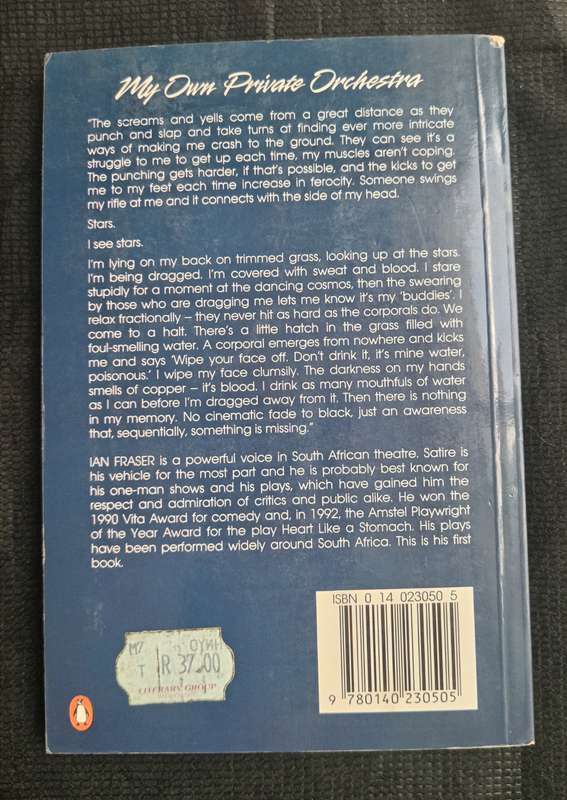 My Own Private Orchestra
"The screams and yells come from a great distance as they
punch and slap and take turns at finding ever more intricate
ways of making me crash to the ground. They can see it's a
struggle to me to get up each time, my muscles aren't coping.
The punching gets harder, if that's possible, and the kicks to get
me to my feet each time increase in ferocity. Someone swings
my rifle at me and it connects with the side of my head.
Stars.
I see stars.
I'm lying on my back on trimmed grass, looking up at the stars.
I'm being dragged. I'm covered with sweat and blood. I stare
stupidly for a moment at the dancing cosmos, then the swearing
by those who are dragging me lets me know it's my 'buddies'. I
relax fractionally – they never hit as hard as the corporals do. We
come to a halt. There's a little hatch in the grass filled with
foul-smelling water. A corporal emerges from nowhere and kicks
me and says 'Wipe your face off. Don't drink it, it's mine water,
poisonous.' I wipe my face clumsily. The darkness on my hands
smells of copper – it's blood. I drink as many mouthfuls of water
as I can before I'm dragged away from it. Then there is nothing
in my memory. No cinematic fade to black, just an awareness
that, sequentially, something is missing."
IAN FRASER is a powerful voice in South African theatre. Satire is
his vehicle for the most part and he is probably best known for
his one-man shows and his plays, which have gained him the
respect and admiration of critics and public alike. He won the
1990 Vita Award for comedy and, in 1992, the Amstel Playwright
of the Year Award for the play Heart Like a Stomach. His plays
have been performed widely around South Africa. This is his first
book.
ISBN 0 14 023050 5
9 780140 230505
M7 OYNH
T R 37.00
LITERARY GROUP